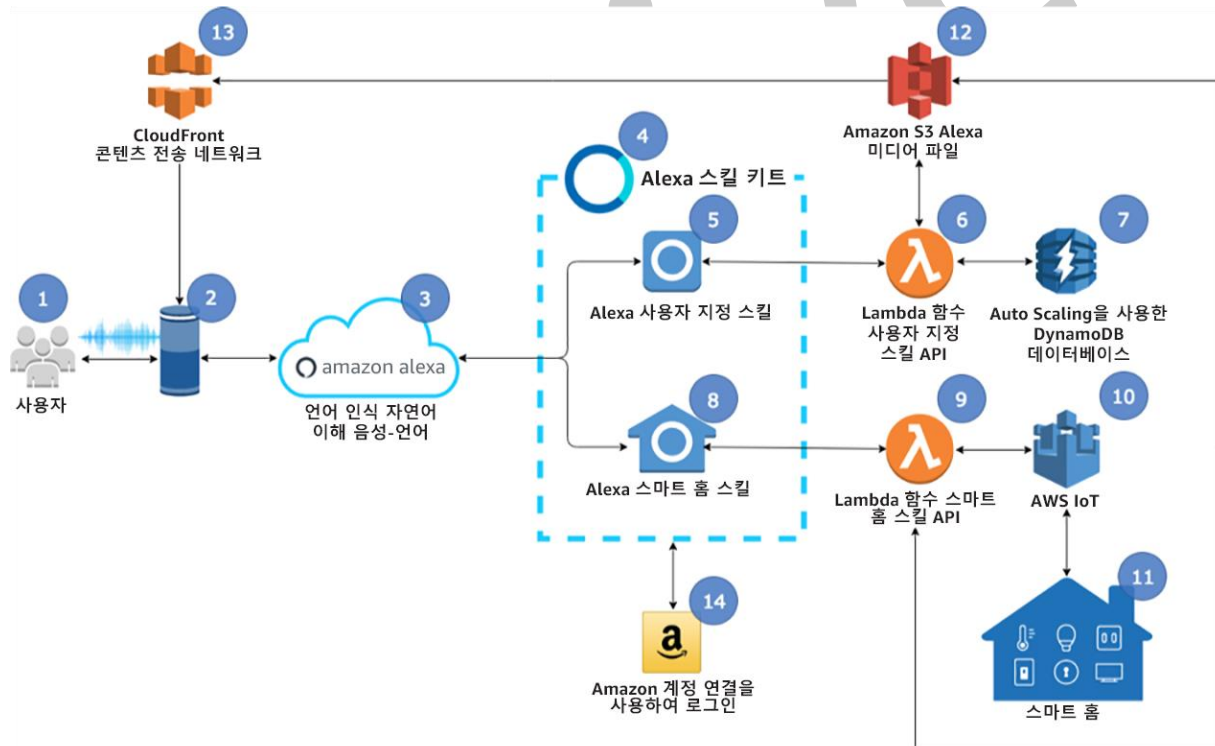 13
12
CloudFront
콘텐츠 전송 네트워크
Amazon S3 Alexa
미디어 파일
4
Alexa 스킬 키트
5
6
7
Alexa 사용자 지정 스킬
Lambda 함수
사용자 지정
스킬 API
Auto Scaling을 사용한
DynamoDB
데이터베이스
1
2
3
amazon alexa
사용자
언어 인식 자연어
이해 음성-언어
8
9
10
Alexa 스마트 홈 스킬
Lambda 함수 스마트
홈 스킬 API
AWS IoT
14
11
a
Amazon 계정 연결을
사용하여 로그인
스마트 홈